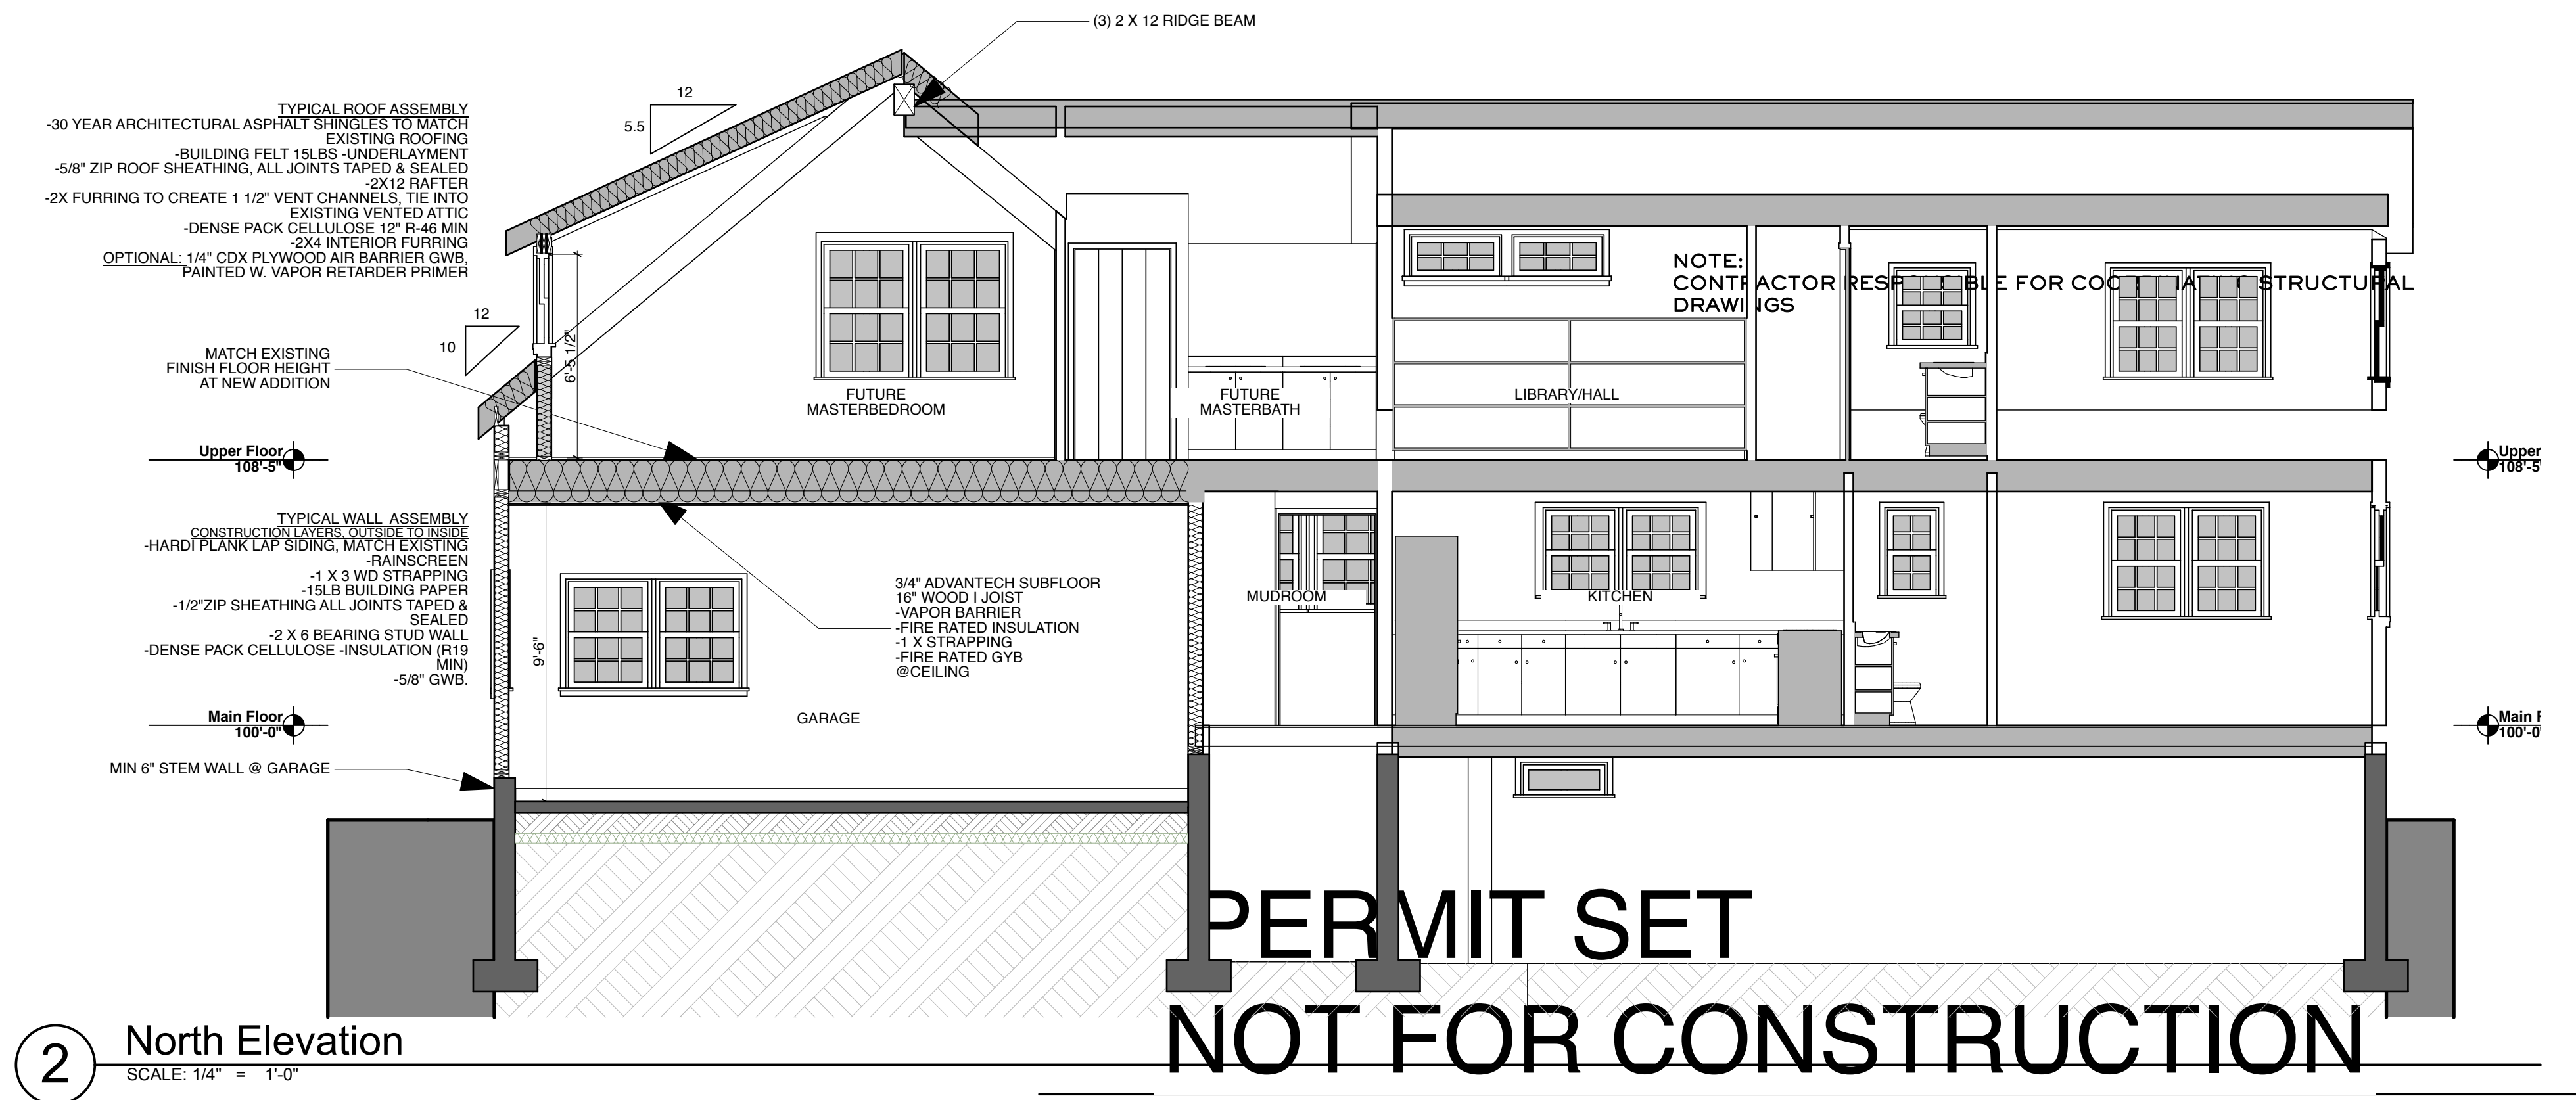 (3) 2 X 12 RIDGE BEAM
12
5.5
TYPICAL ROOF ASSEMBLY
-30 YEAR ARCHITECTURAL ASPHALT SHINGLES TO MATCH
EXISTING ROOFING
-BUILDING FELT 15LBS -UNDERLAYMENT
-5/8" ZIP ROOF SHEATHING, ALL JOINTS TAPED & SEALED
-2X12 RAFTER
-2X FURRING TO CREATE 1 1/2" VENT CHANNELS, TIE INTO
EXISTING VENTED ATTIC
-DENSE PACK CELLULOSE 12" R-46 MIN
-2X4 INTERIOR FURRING
OPTIONAL: 1/4" CDX PLYWOOD AIR BARRIER GWB,
PAINTED W. VAPOR RETARDER PRIMER
12
10
MATCH EXISTING
FINISH FLOOR HEIGHT
AT NEW ADDITION
6'-5 1/2"
FUTURE
MASTERBEDROOM
FUTURE
MASTERBATH
LIBRARY/HALL
NOTE:
CONTRACTOR RESPONSIBLE FOR COORDINATING STRUCTURAL
DRAWINGS
Upper Floor
108'-5"
Upper
108'-5'
TYPICAL WALL ASSEMBLY
CONSTRUCTION LAYERS, OUTSIDE TO INSIDE
-HARDI PLANK LAP SIDING, MATCH EXISTING
-RAINSCREEN
-1 X 3 WD STRAPPING
-15LB BUILDING PAPER
-1/2"ZIP SHEATHING ALL JOINTS TAPED &
SEALED
-2 X 6 BEARING STUD WALL
-DENSE PACK CELLULOSE -INSULATION (R19
MIN)
-5/8" GWB.
9'-6"
3/4" ADVANTECH SUBFLOOR
16" WOOD I JOIST
-VAPOR BARRIER
-FIRE RATED INSULATION
-1 X STRAPPING
-FIRE RATED GYB
@CEILING
GARAGE
MUDROOM
KITCHEN
Main Floor
100'-0"
Main F
100'-0'
MIN 6" STEM WALL @ GARAGE
PERMIT SET
NOT FOR CONSTRUCTION
2
North Elevation
SCALE: 1/4" = 1'-0"